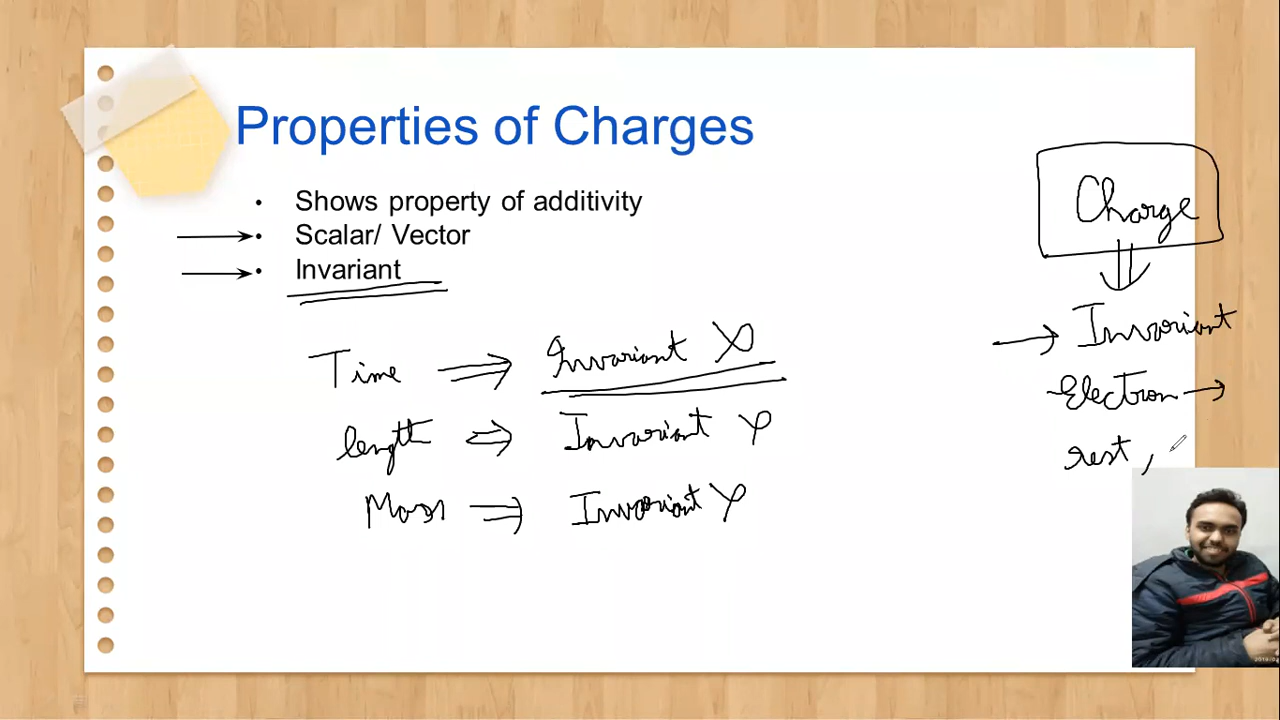 Properties of Charges
• Shows property of additivity
• Scalar/ Vector
• Invariant
Time ⇒ Invariant X
length ⇒ Invariant X
Mass ⇒ Invariant X
Charge
→ Invariant
Electron →
rest ,